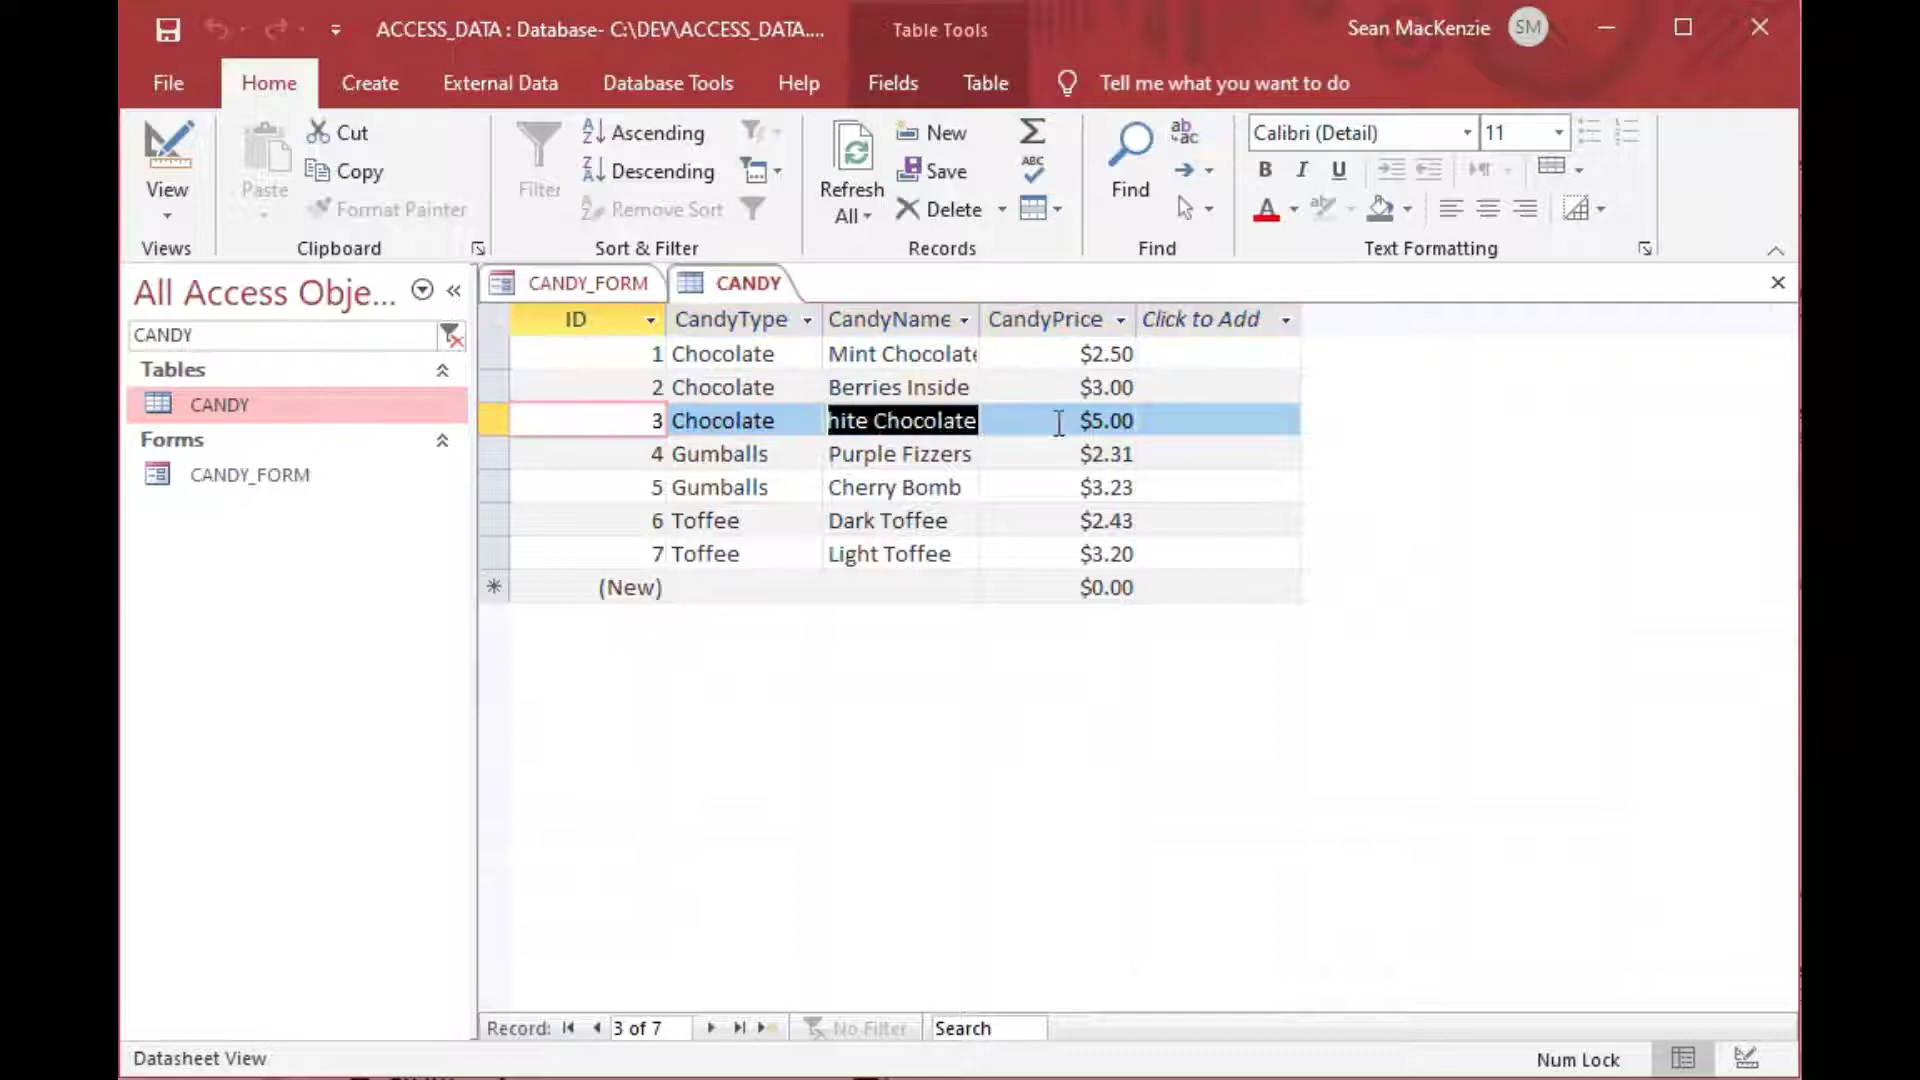 ACCESS_DATA : Database- C:\DEV\ACCESS_DATA....
Table Tools
Sean MacKenzie
SM
File
Home
Create
External Data
Database Tools
Help
Fields
Table
Tell me what you want to do
View
Views
Paste
Cut
Copy
Format Painter
Clipboard
Filter
Ascending
Descending
Remove Sort
Sort & Filter
Refresh
All
New
Save
Delete
Records
Find
Find
Calibri (Detail)
11
B I U
Text Formatting
All Access Obje...
CANDY
Tables
CANDY
Forms
CANDY_FORM
CANDY_FORM
CANDY
ID CandyType CandyName CandyPrice Click to Add
1 Chocolate Mint Chocolate $2.50
2 Chocolate Berries Inside $3.00
3 Chocolate hite Chocolate $5.00
4 Gumballs Purple Fizzers $2.31
5 Gumballs Cherry Bomb $3.23
6 Toffee Dark Toffee $2.43
7 Toffee Light Toffee $3.20
(New) $0.00
Record: 3 of 7 No Filter Search
Datasheet View
Num Lock